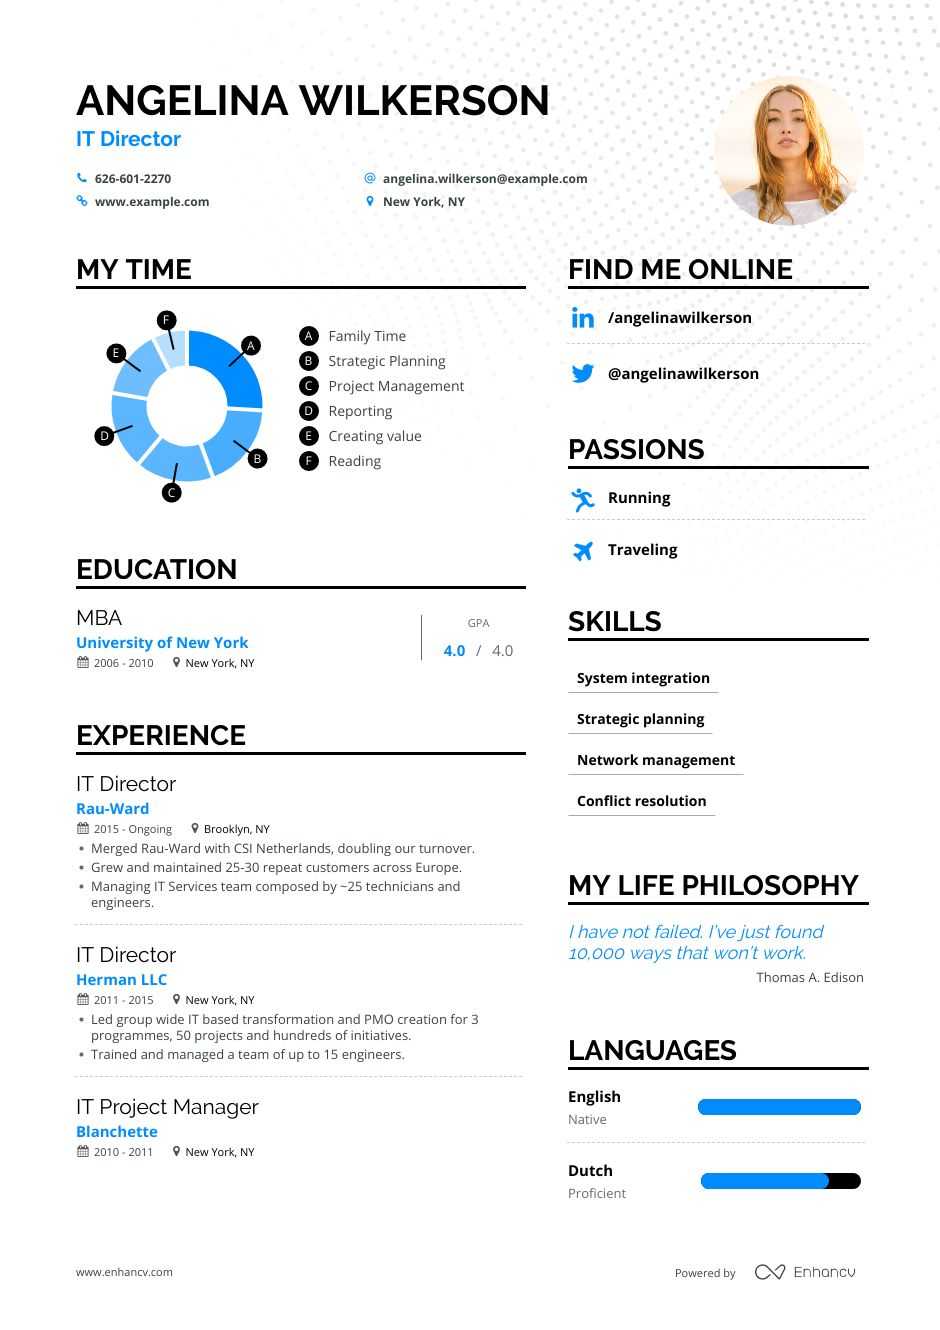 ANGELINA WILKERSON
IT Director
626-601-2270
angelina.wilkerson@example.com
www.example.com
New York, NY
MY TIME
A
B
C
D
E
F
A Family Time
B Strategic Planning
C Project Management
D Reporting
E Creating value
F Reading
EDUCATION
MBA
University of New York
2006 - 2010 New York, NY
GPA
4.0 / 4.0
EXPERIENCE
IT Director
Rau-Ward
2015 - Ongoing Brooklyn, NY
• Merged Rau-Ward with CSI Netherlands, doubling our turnover.
• Grew and maintained 25-30 repeat customers across Europe.
• Managing IT Services team composed by ~25 technicians and
engineers.
IT Director
Herman LLC
2011 - 2015 New York, NY
• Led group wide IT based transformation and PMO creation for 3
programmes, 50 projects and hundreds of initiatives.
• Trained and managed a team of up to 15 engineers.
IT Project Manager
Blanchette
2010 - 2011 New York, NY
FIND ME ONLINE
in /angelinawilkerson
@angelinawilkerson
PASSIONS
Running
Traveling
SKILLS
System integration
Strategic planning
Network management
Conflict resolution
MY LIFE PHILOSOPHY
I have not failed. I've just found
10,000 ways that won't work.
Thomas A. Edison
LANGUAGES
English
Native
Dutch
Proficient
www.enhancv.com
Powered by Enhancv